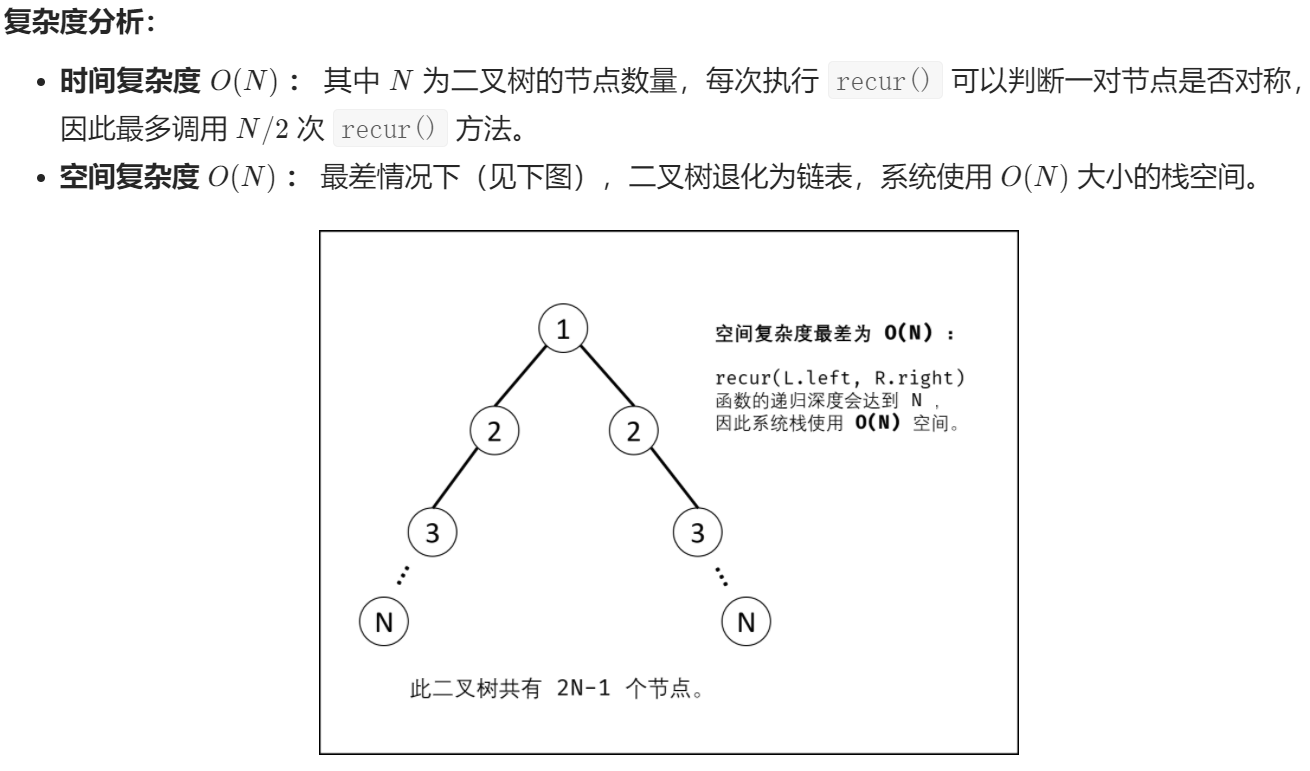 复杂度分析：
• 时间复杂度 O(N) ： 其中 N 为二叉树的节点数量，每次执行 recur() 可以判断一对节点是否对称，
因此最多调用 N/2 次 recur() 方法。
• 空间复杂度 O(N) ： 最差情况下（见下图），二叉树退化为链表，系统使用 O(N) 大小的栈空间。
1
空间复杂度最差为 O(N) ：
recur(L.left, R.right)
函数的递归深度会达到 N ，
因此系统栈使用 O(N) 空间。
2 2
3 3
N N
此二叉树共有 2N-1 个节点。